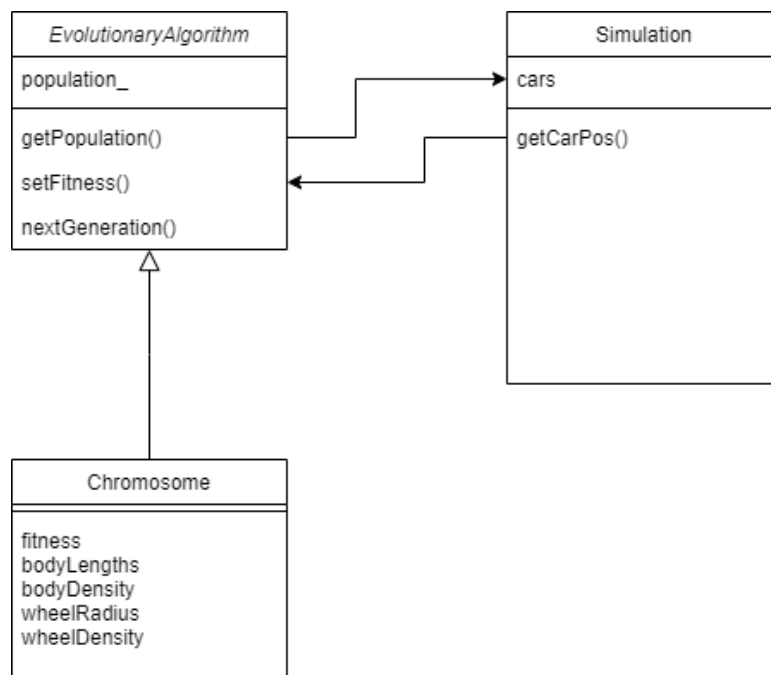 EvolutionaryAlgorithm
population_
getPopulation()
setFitness()
nextGeneration()
Simulation
cars
getCarPos()
Chromosome
fitness
bodyLengths
bodyDensity
wheelRadius
wheelDensity